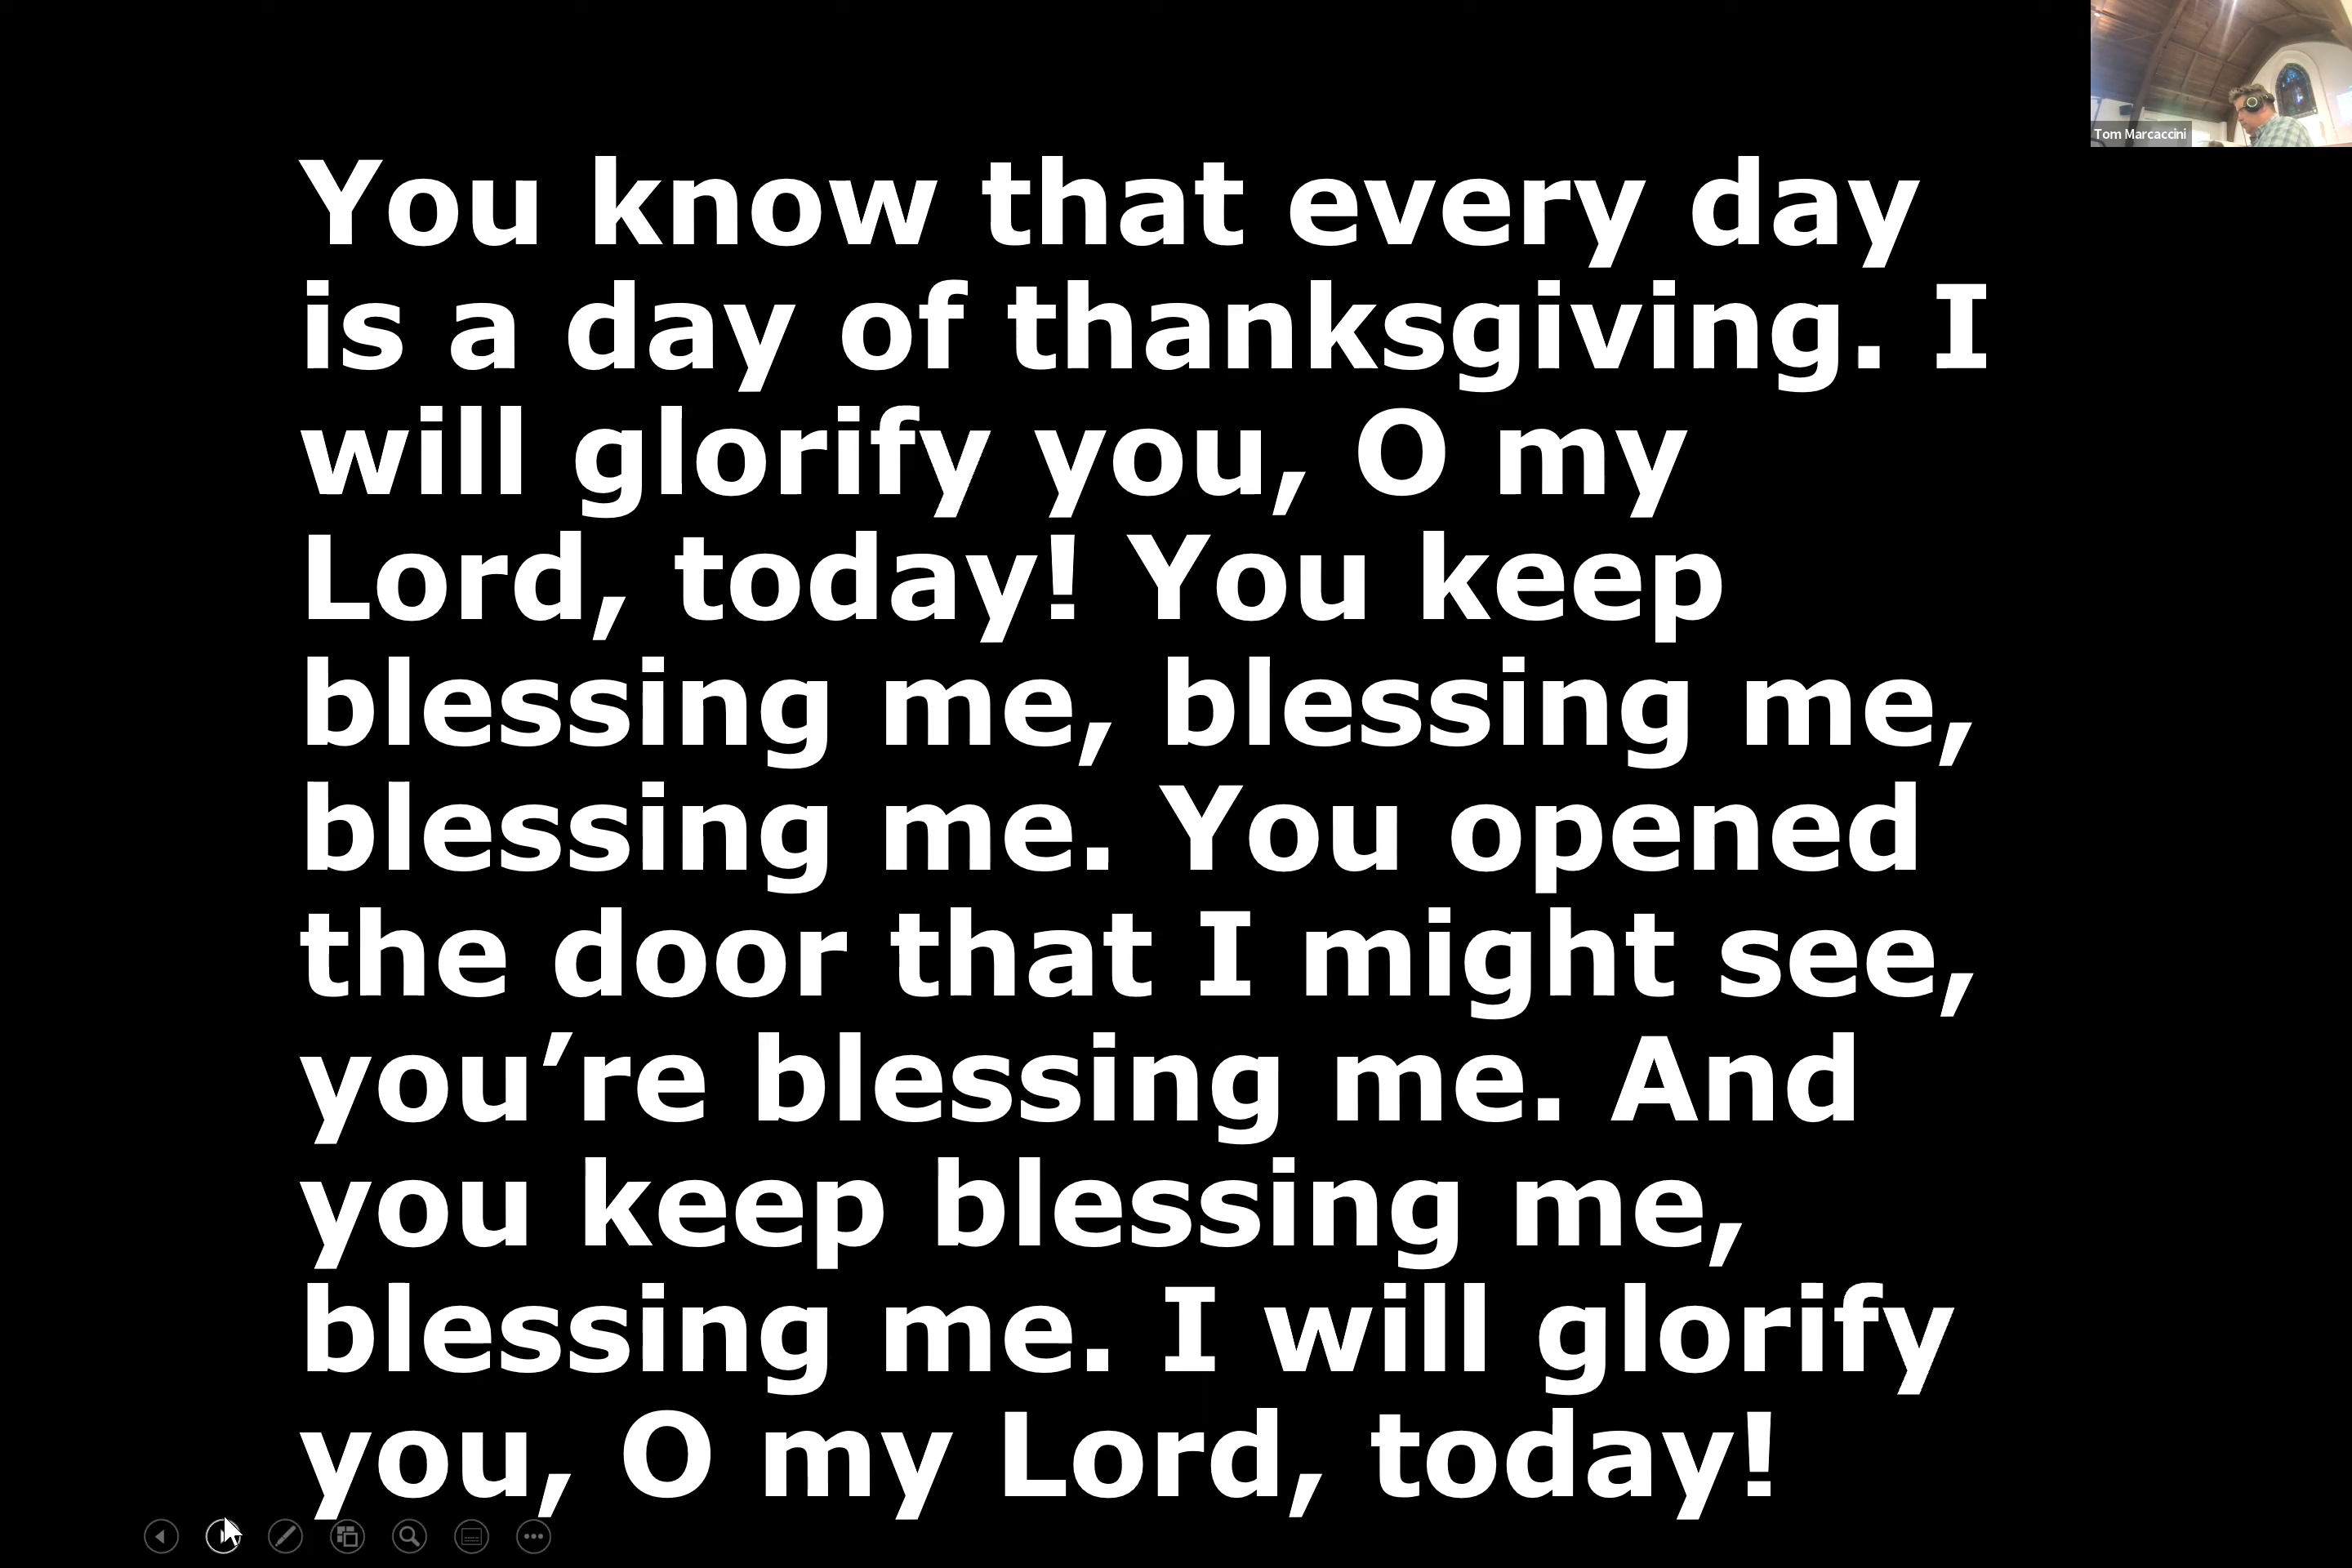 Tom Marcaccini
You know that every day
is a day of thanksgiving. I
will glorify you, O my
Lord, today! You keep
blessing me, blessing me,
blessing me. You opened
the door that I might see,
you’re blessing me. And
you keep blessing me,
blessing me. I will glorify
you, O my Lord, today!